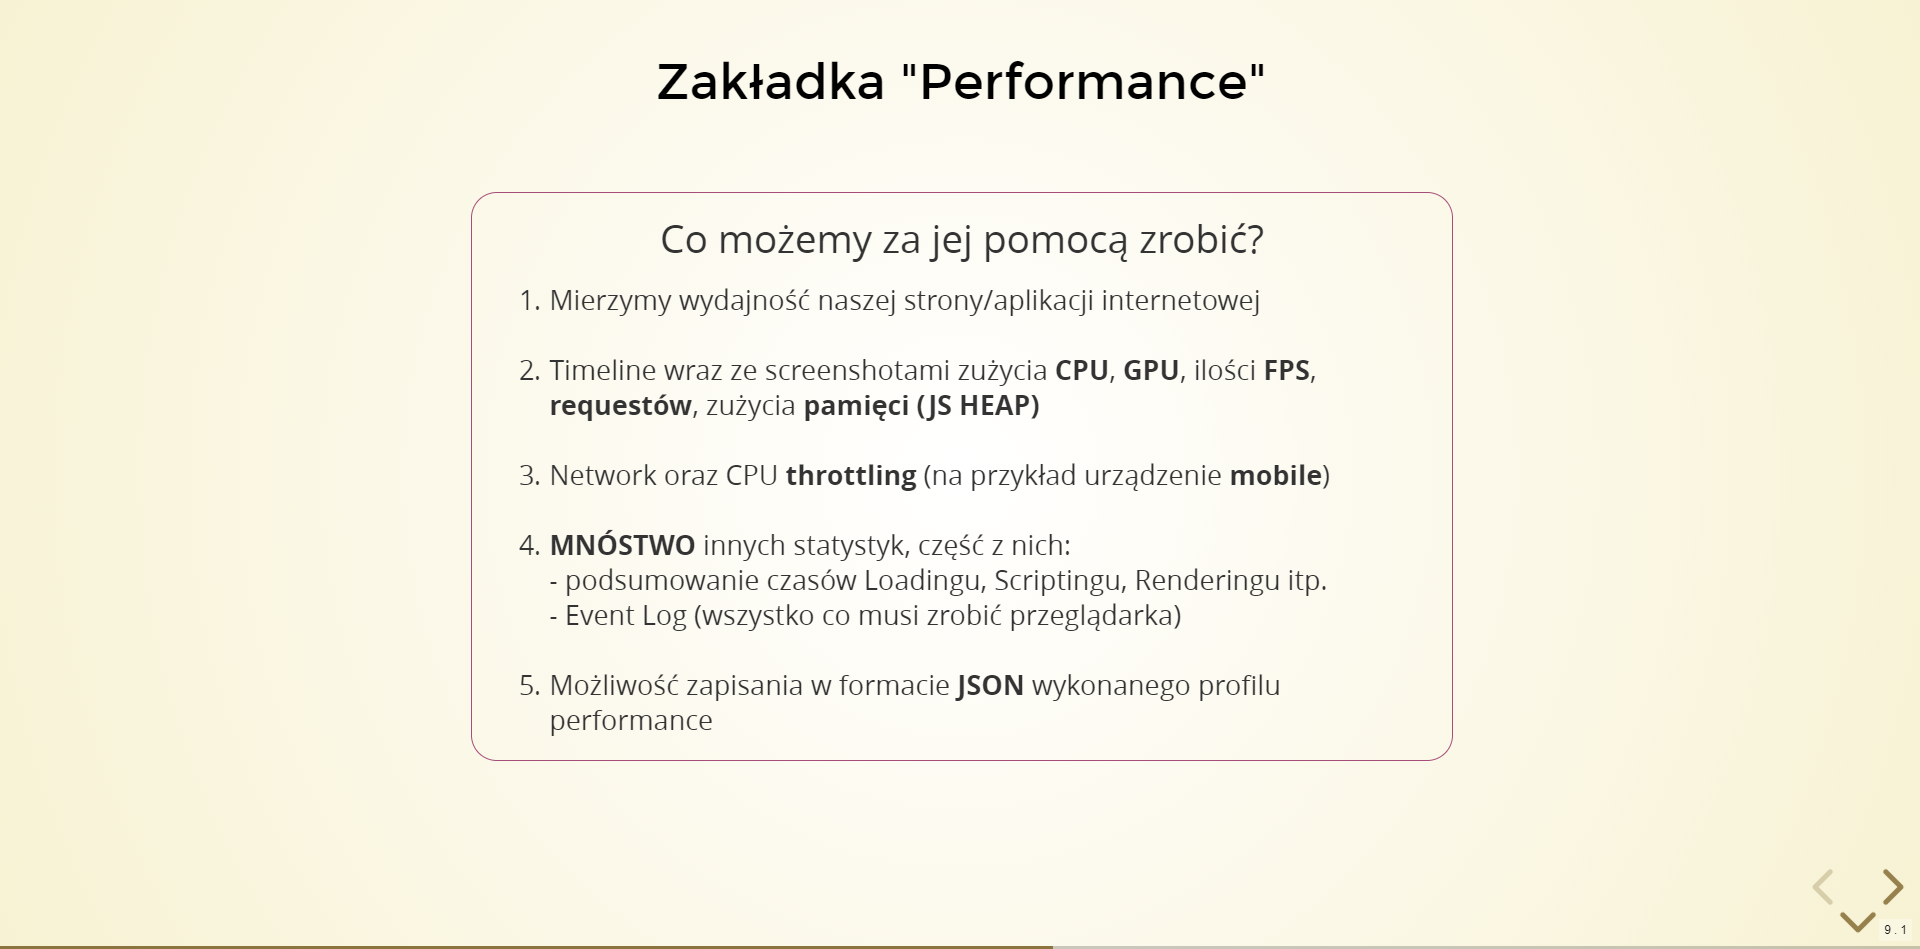 Zakładka "Performance"
Co możemy za jej pomocą zrobić?
1. Mierzymy wydajność naszej strony/aplikacji internetowej
2. Timeline wraz ze screenshotami zużycia CPU, GPU, ilości FPS,
requestów, zużycia pamięci (JS HEAP)
3. Network oraz CPU throttling (na przykład urządzenie mobile)
4. MNÓSTWO innych statystyk, część z nich:
- podsumowanie czasów Loadingu, Scriptingu, Renderingu itp.
- Event Log (wszystko co musi zrobić przeglądarka)
5. Możliwość zapisania w formacie JSON wykonanego profilu
performance
9.1